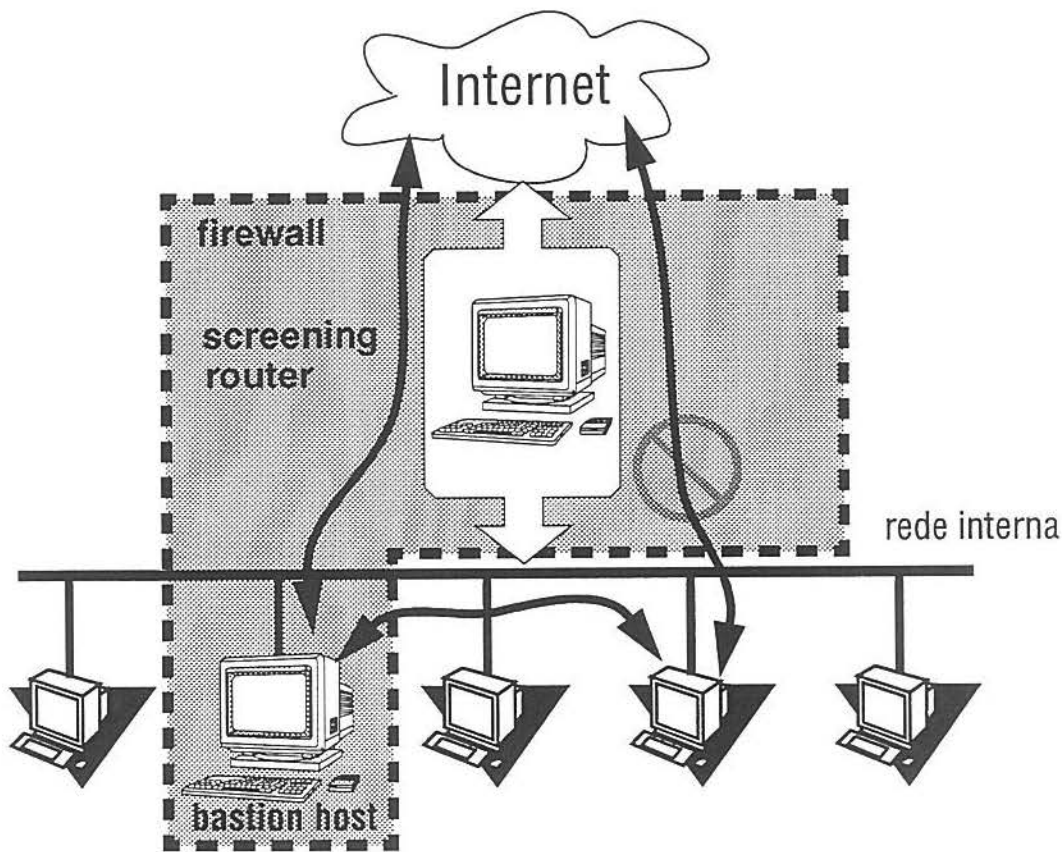 Internet
firewall
screening
router
rede interna
bastion host